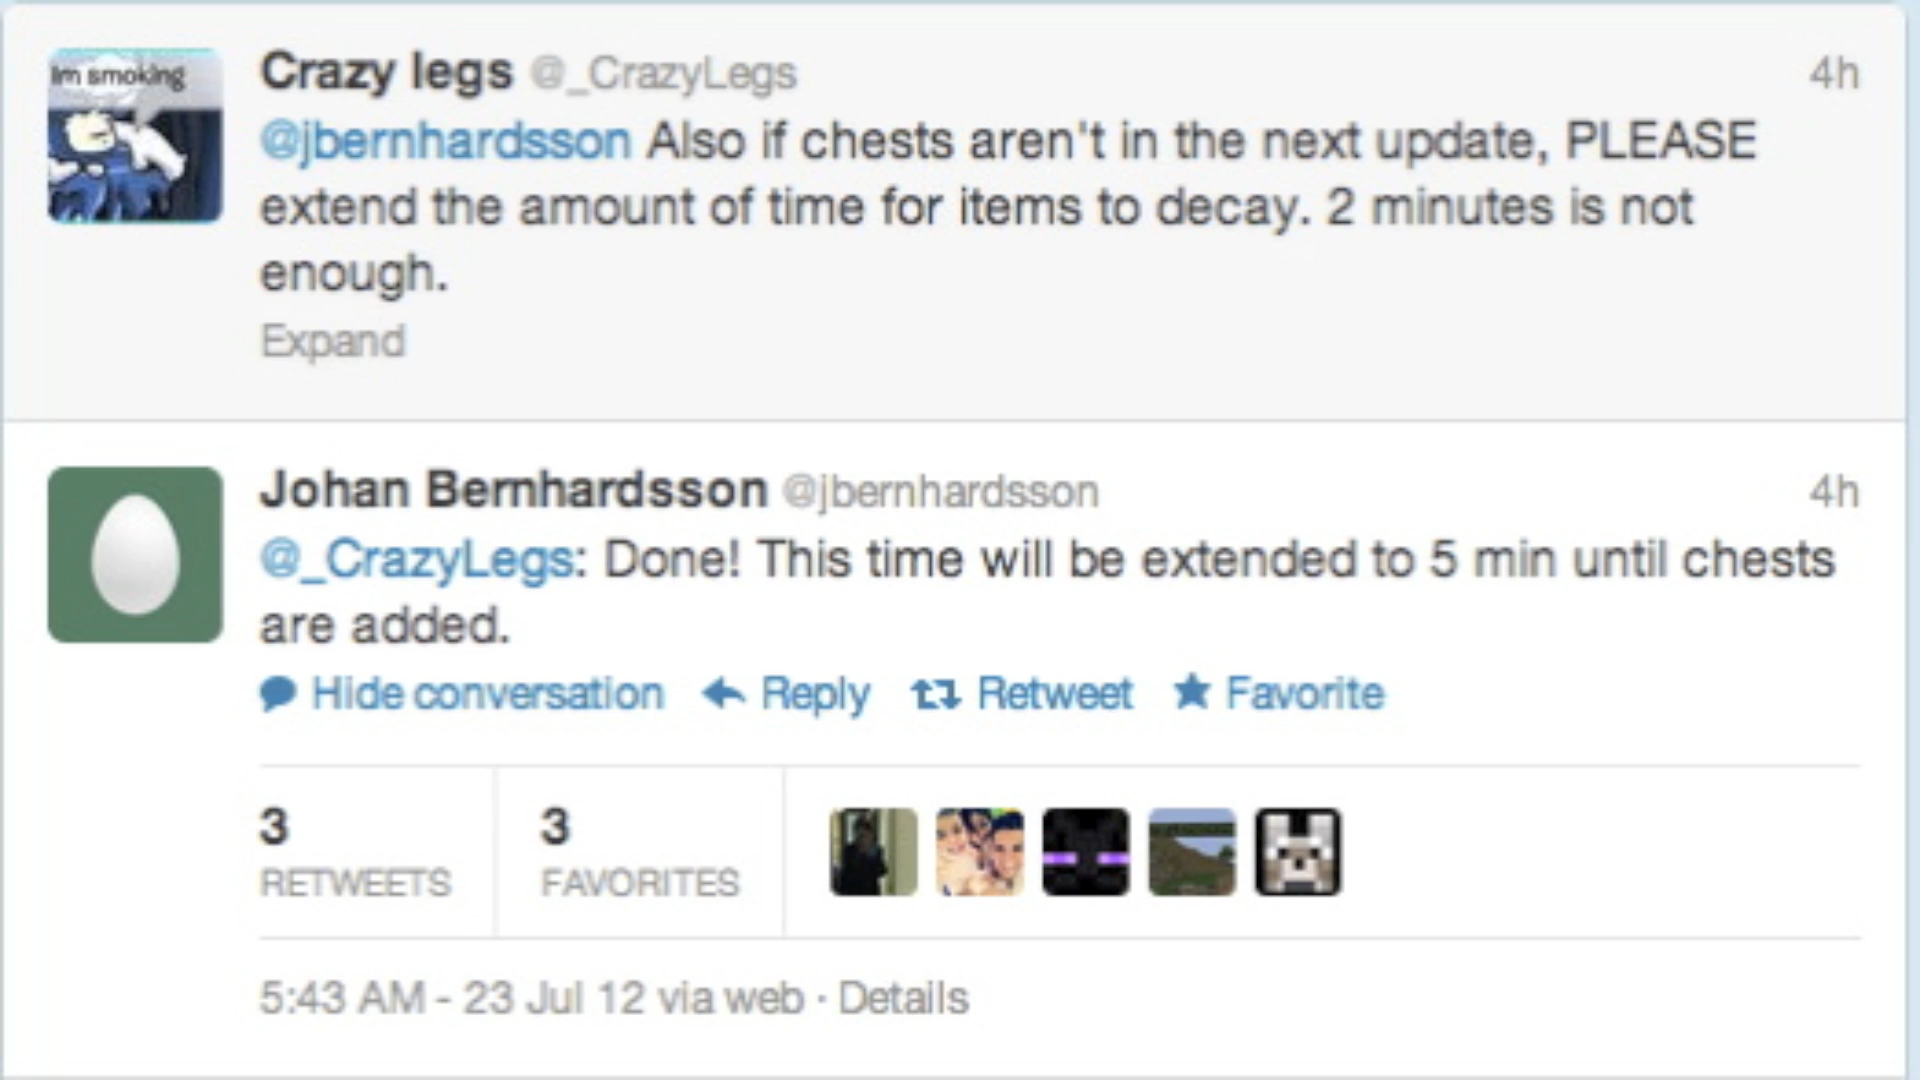 Im smoking
Crazy legs @_CrazyLegs 4h
@jbernhardsson Also if chests aren't in the next update, PLEASE
extend the amount of time for items to decay. 2 minutes is not
enough.
Expand
Johan Bernhardsson @jbernhardsson 4h
@_CrazyLegs: Done! This time will be extended to 5 min until chests
are added.
Hide conversation Reply Retweet Favorite
3 3
RETWEETS FAVORITES
5:43 AM - 23 Jul 12 via web · Details